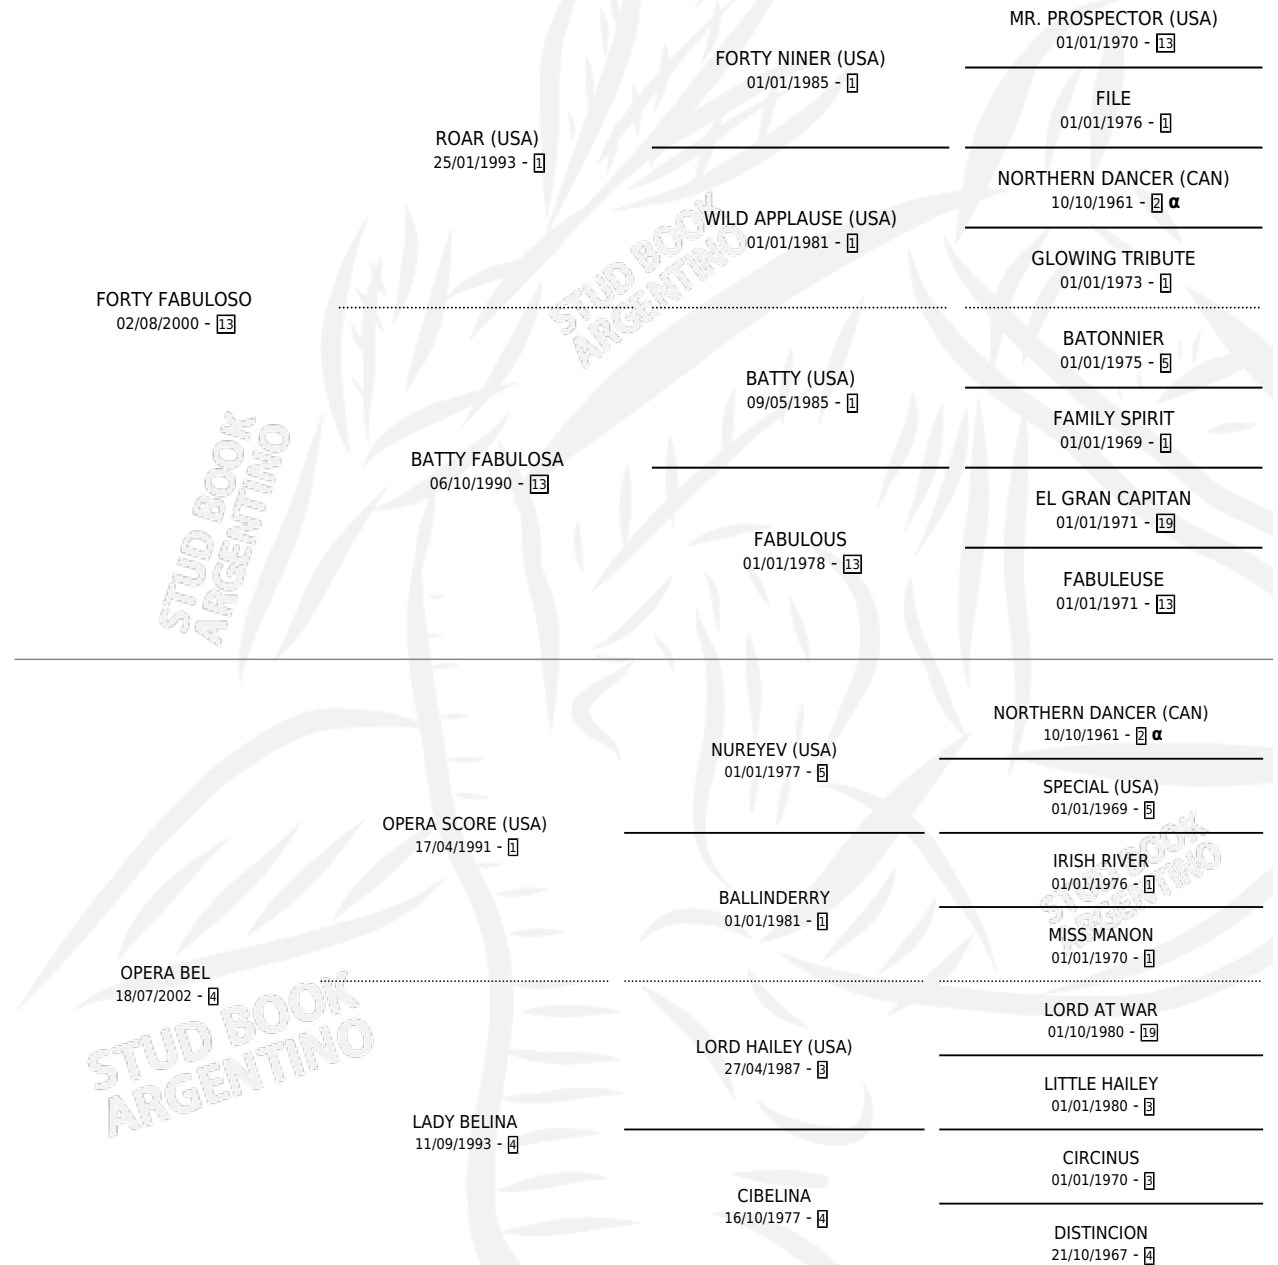 MR. PROSPECTOR (USA)
01/01/1970 - 13
FORTY NINER (USA)
01/01/1985 - 1
FILE
01/01/1976 - 1
ROAR (USA)
25/01/1993 - 1
NORTHERN DANCER (CAN)
10/10/1961 - 2 α
WILD APPLAUSE (USA)
01/01/1981 - 1
GLOWING TRIBUTE
01/01/1973 - 1
FORTY FABULOSO
02/08/2000 - 13
BATONNIER
01/01/1975 - 5
BATTY (USA)
09/05/1985 - 1
FAMILY SPIRIT
01/01/1969 - 1
BATTY FABULOSA
06/10/1990 - 13
EL GRAN CAPITAN
01/01/1971 - 19
FABULOUS
01/01/1978 - 13
FABULEUSE
01/01/1971 - 13
NORTHERN DANCER (CAN)
10/10/1961 - 2 α
NUREYEV (USA)
01/01/1977 - 5
SPECIAL (USA)
01/01/1969 - 5
OPERA SCORE (USA)
17/04/1991 - 1
IRISH RIVER
01/01/1976 - 1
BALLINDERRY
01/01/1981 - 1
MISS MANON
01/01/1970 - 1
OPERA BEL
18/07/2002 - 4
LORD AT WAR
01/10/1980 - 19
LORD HAILEY (USA)
27/04/1987 - 3
LITTLE HAILEY
01/01/1980 - 3
LADY BELINA
11/09/1993 - 4
CIRCINUS
01/01/1970 - 3
CIBELINA
16/10/1977 - 4
DISTINCION
21/10/1967 - 4
STUD BOOK
ARGENTINO
STUD BOOK
ARGENTINO
STUD BOOK
ARGENTINO
STUD BOOK
ARGENTINO